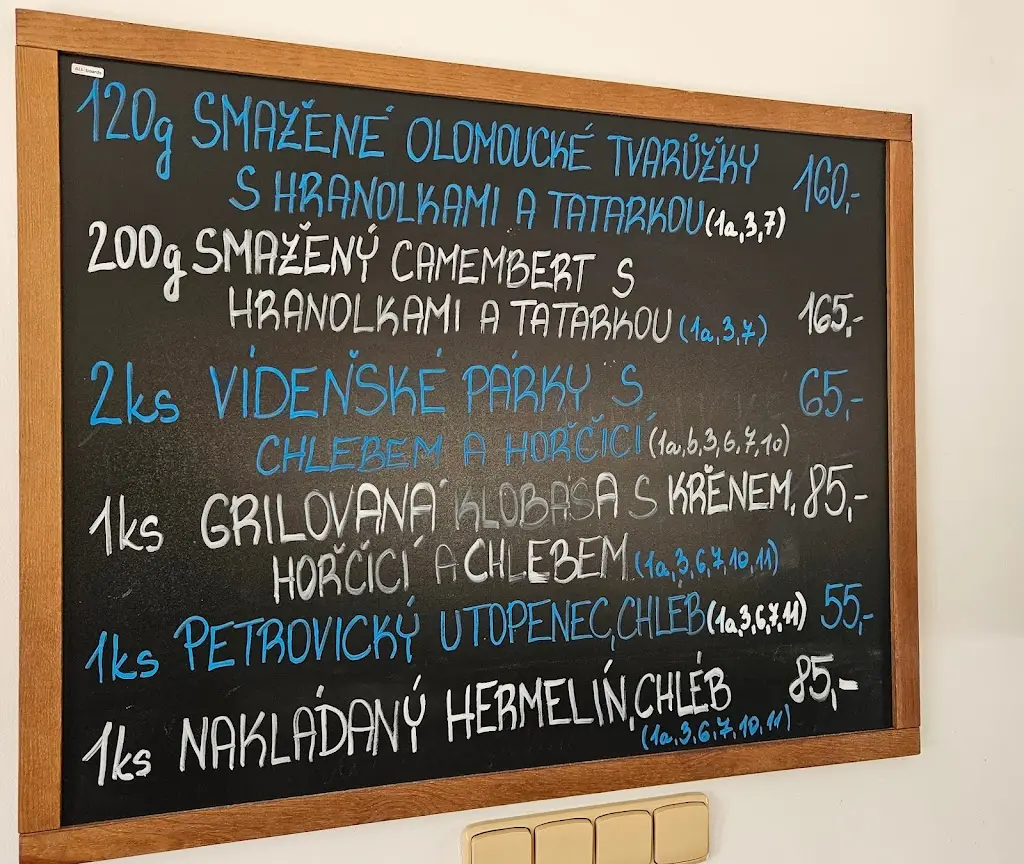 120g SMAŽENÉ OLOMOUCKÉ TVARŮŽKY 160,-
S HRANOLKAMI A TATARKOU (1a,3,7)
200g SMAŽENÝ CAMEMBERT S
HRANOLKAMI A TATARKOU (1a,3,7) 165,-
2ks VÍDEŇSKÉ PÁRKY S 65,-
CHLEBEM A HOŘČICÍ (1a,b,3,6,7,10)
1ks GRILOVANÁ KLOBÁSA S KŘENEM, 85,-
HOŘČICÍ A CHLEBEM (1a,3,6,7,10,11)
1ks PETROVICKÝ UTOPENEC, CHLÉB (1a,3,6,7,11) 55,-
1ks NAKLÁDANÝ HERMELÍN, CHLÉB 85,-
(1a,3,6,7,10,11)